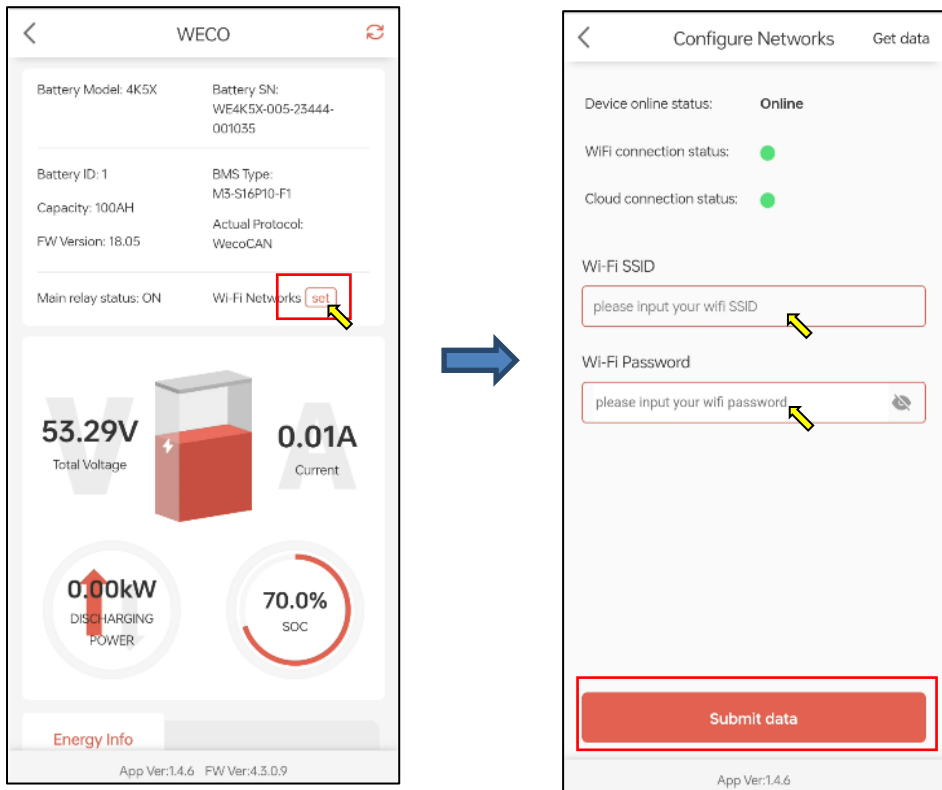 WECO
Battery Model: 4K5X
Battery SN:
WE4K5X-005-23444-
001035
Battery ID: 1
Capacity: 100AH
FW Version: 18.05
BMS Type:
M3-S16P10-F1
Actual Protocol:
WecoCAN
Main relay status: ON
Wi-Fi Networks set
V
53.29V
Total Voltage
A
0.01A
Current
0.00kW
DISCHARGING
POWER
70.0%
SOC
Energy Info
App Ver:1.4.6 FW Ver:4.3.0.9
Configure Networks Get data
Device online status: Online
WiFi connection status:
Cloud connection status:
Wi-Fi SSID
please input your wifi SSID
Wi-Fi Password
please input your wifi password
Submit data
App Ver:1.4.6